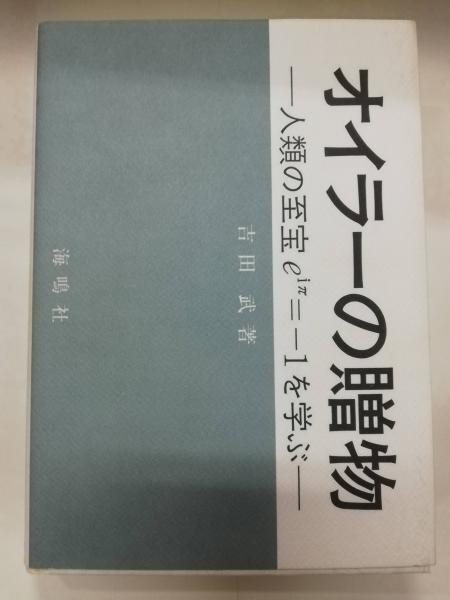 オイラーの贈物
―人類の至宝 e^{iπ}=-1を学ぶ―
吉田 武 著
海鳴社